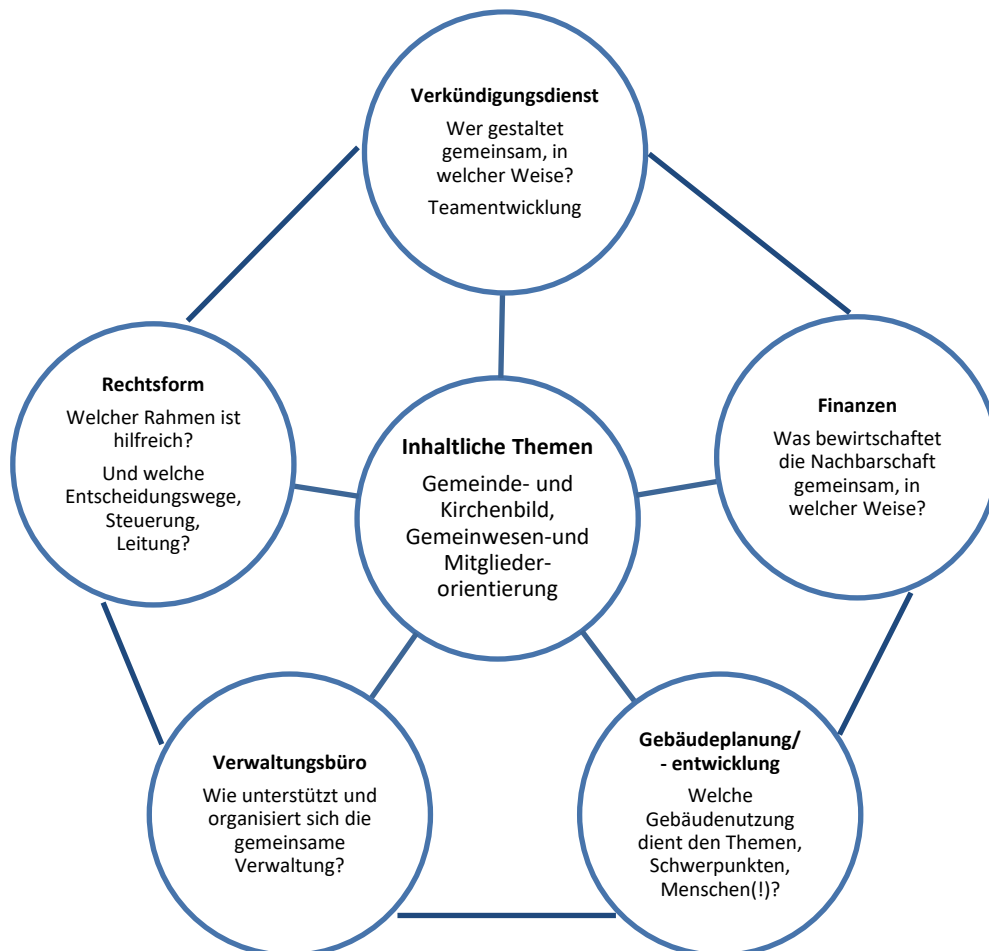 Verkündigungsdienst
Wer gestaltet
gemeinsam, in
welcher Weise?
Teamentwicklung
Rechtsform
Welcher Rahmen ist
hilfreich?
Und welche
Entscheidungswege,
Steuerung,
Leitung?
Inhaltliche Themen
Gemeinde- und
Kirchenbild,
Gemeinwesen-und
Mitglieder-
orientierung
Finanzen
Was bewirtschaftet
die Nachbarschaft
gemeinsam, in
welcher Weise?
Verwaltungsbüro
Wie unterstützt und
organisiert sich die
gemeinsame
Verwaltung?
Gebäudeplanung/
- entwicklung
Welche
Gebäudenutzung
dient den Themen,
Schwerpunkten,
Menschen(!)?